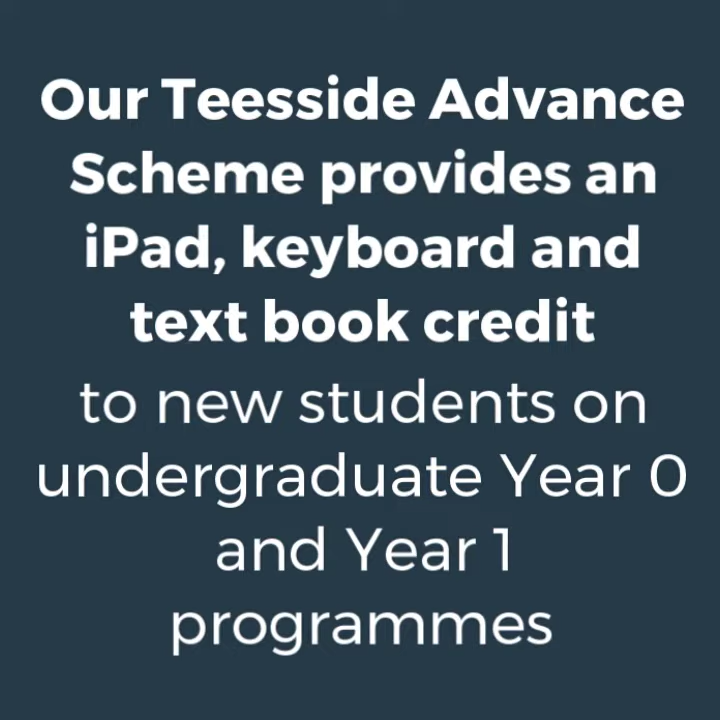 Our Teesside Advance
Scheme provides an
iPad, keyboard and
text book credit
to new students on
undergraduate Year 0
and Year 1
programmes